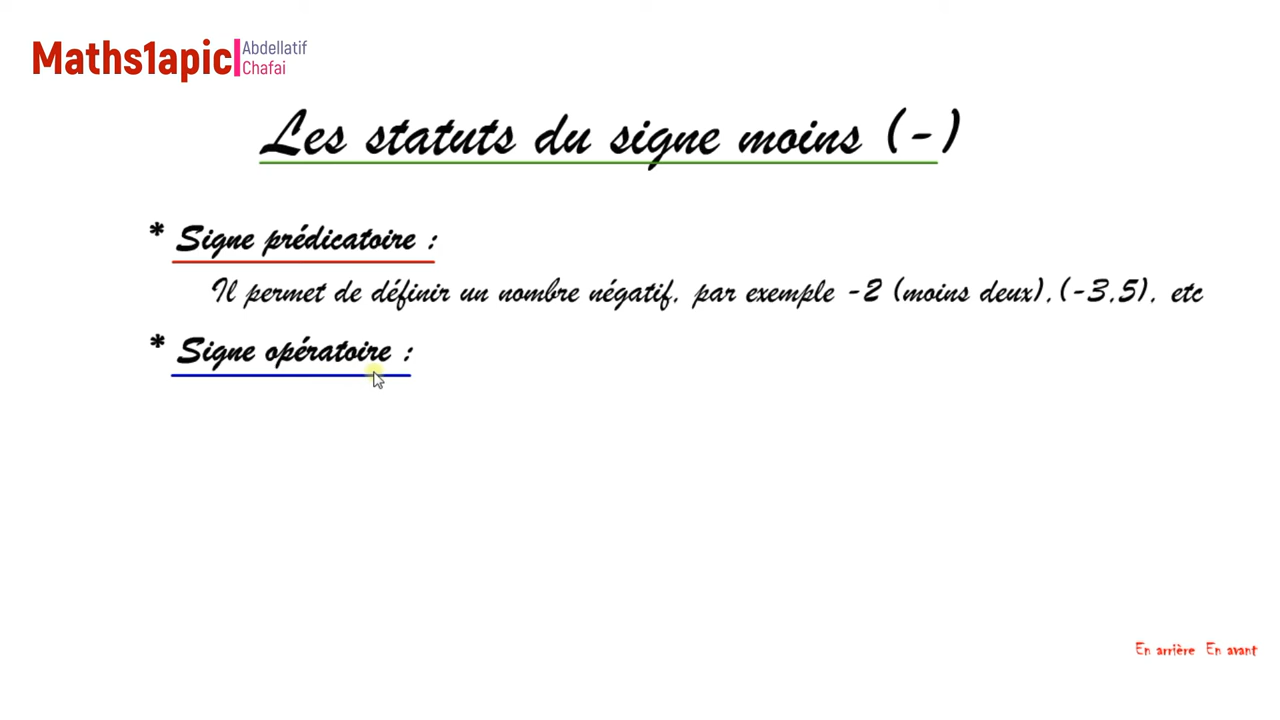 Maths1apic
Abdellatif
Chafai
Les statuts du signe moins (-)
* Signe prédicatoire :
Il permet de définir un nombre négatif, par exemple -2 (moins deux),(-3,5), etc
* Signe opératoire :
En arrière En avant